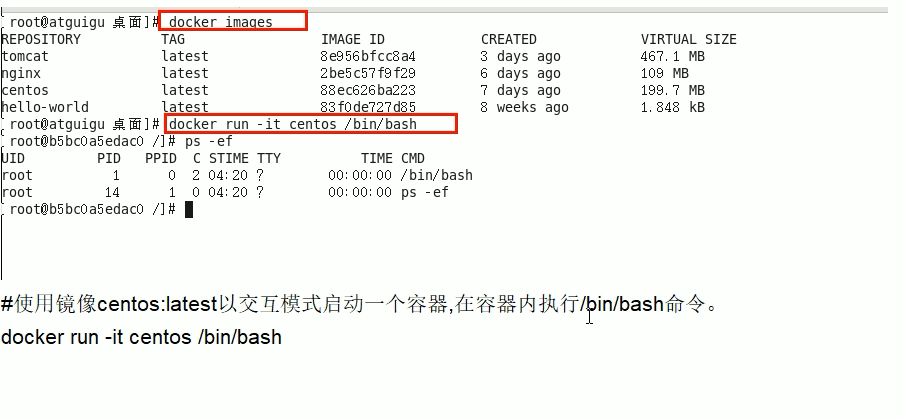 root@atguigu 桌面]# docker images
REPOSITORY TAG IMAGE ID CREATED VIRTUAL SIZE
tomcat latest 8e956bfcc8a4 3 days ago 467.1 MB
nginx latest 2be5c57f9f29 6 days ago 109 MB
centos latest 88ec626ba223 7 days ago 199.7 MB
hello-world latest 83f0de727d85 8 weeks ago 1.848 kB
root@atguigu 桌面]# docker run -it centos /bin/bash
root@b5bc0a5edac0 /]# ps -ef
UID PID PPID C STIME TTY TIME CMD
root 1 0 2 04:20 ? 00:00:00 /bin/bash
root 14 1 0 04:20 ? 00:00:00 ps -ef
root@b5bc0a5edac0 /]#
#使用镜像centos:latest以交互模式启动一个容器,在容器内执行/bin/bash命令。
docker run -it centos /bin/bash